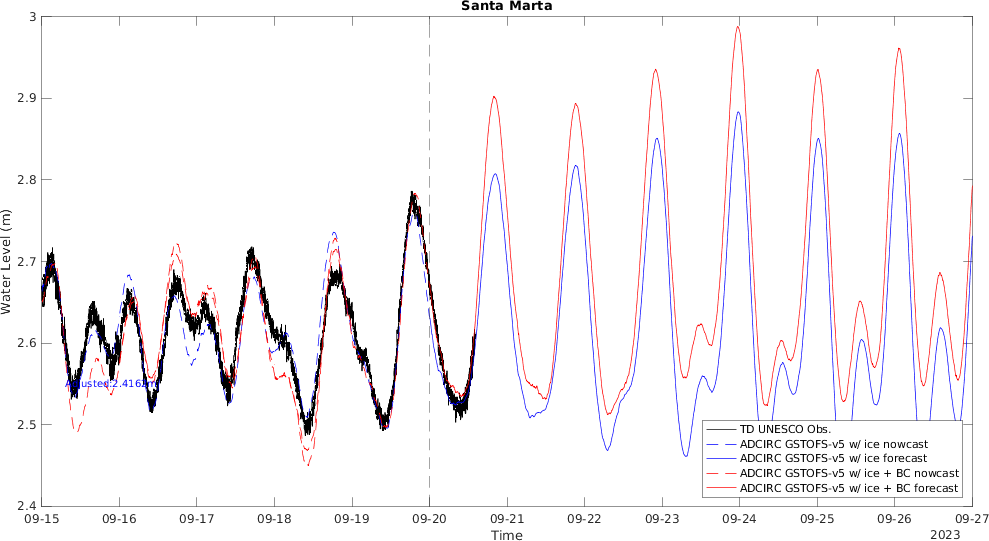 Santa Marta
3
2.9
2.8
2.7
2.6
2.5
2.4
Water Level (m)
Adjusted:2.4162m
TD UNESCO Obs.
ADCIRC GSTOFS-v5 w/ ice nowcast
ADCIRC GSTOFS-v5 w/ ice forecast
ADCIRC GSTOFS-v5 w/ ice + BC nowcast
ADCIRC GSTOFS-v5 w/ ice + BC forecast
09-15 09-16 09-17 09-18 09-19 09-20 09-21 09-22 09-23 09-24 09-25 09-26 09-27
Time
2023